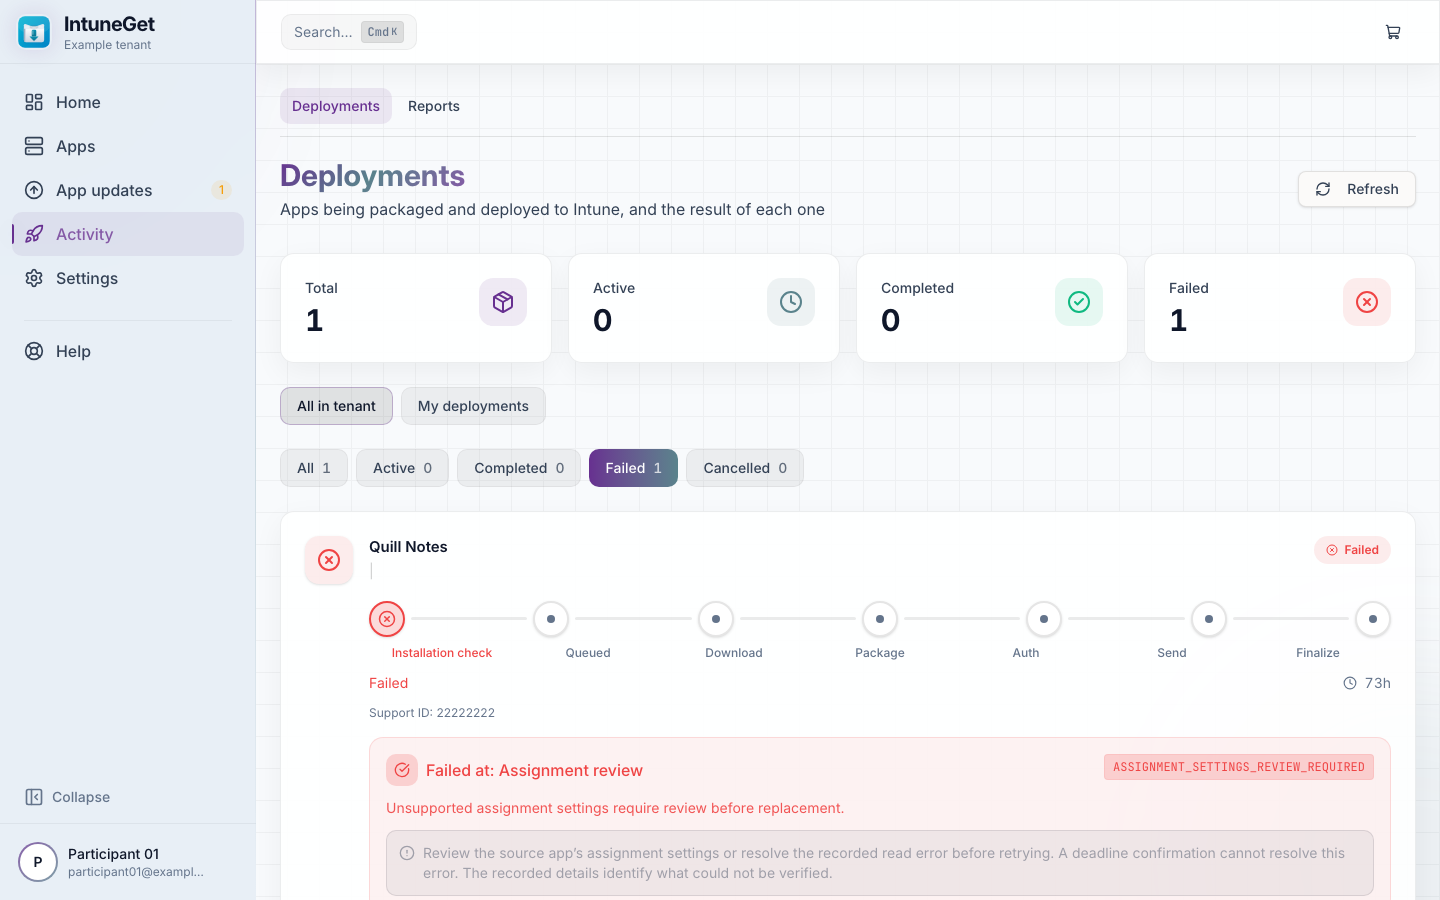 IntuneGet
Example tenant
Search... Cmd K
Home
Apps
App updates 1
Activity
Settings
Help
Collapse
P
Participant 01
participant01@exampl...
Deployments Reports
Deployments
Apps being packaged and deployed to Intune, and the result of each one
Refresh
Total
1
Active
0
Completed
0
Failed
1
All in tenant My deployments
All 1 Active 0 Completed 0 Failed 1 Cancelled 0
Quill Notes
Failed
Installation check Queued Download Package Auth Send Finalize
Failed 73h
Support ID: 22222222
Failed at: Assignment review ASSIGNMENT_SETTINGS_REVIEW_REQUIRED
Unsupported assignment settings require review before replacement.
Review the source app's assignment settings or resolve the recorded read error before retrying. A deadline confirmation cannot resolve this
error. The recorded details identify what could not be verified.